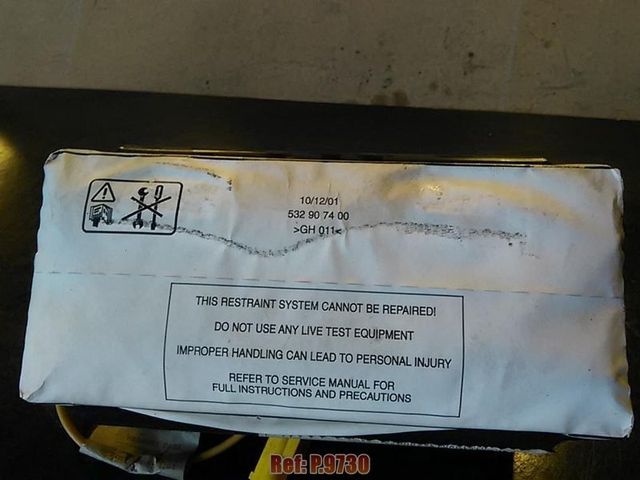 10/12/01
532 90 74 00
>GH 011<
THIS RESTRAINT SYSTEM CANNOT BE REPAIRED!
DO NOT USE ANY LIVE TEST EQUIPMENT
IMPROPER HANDLING CAN LEAD TO PERSONAL INJURY
REFER TO SERVICE MANUAL FOR
FULL INSTRUCTIONS AND PRECAUTIONS
Ref: P.9730